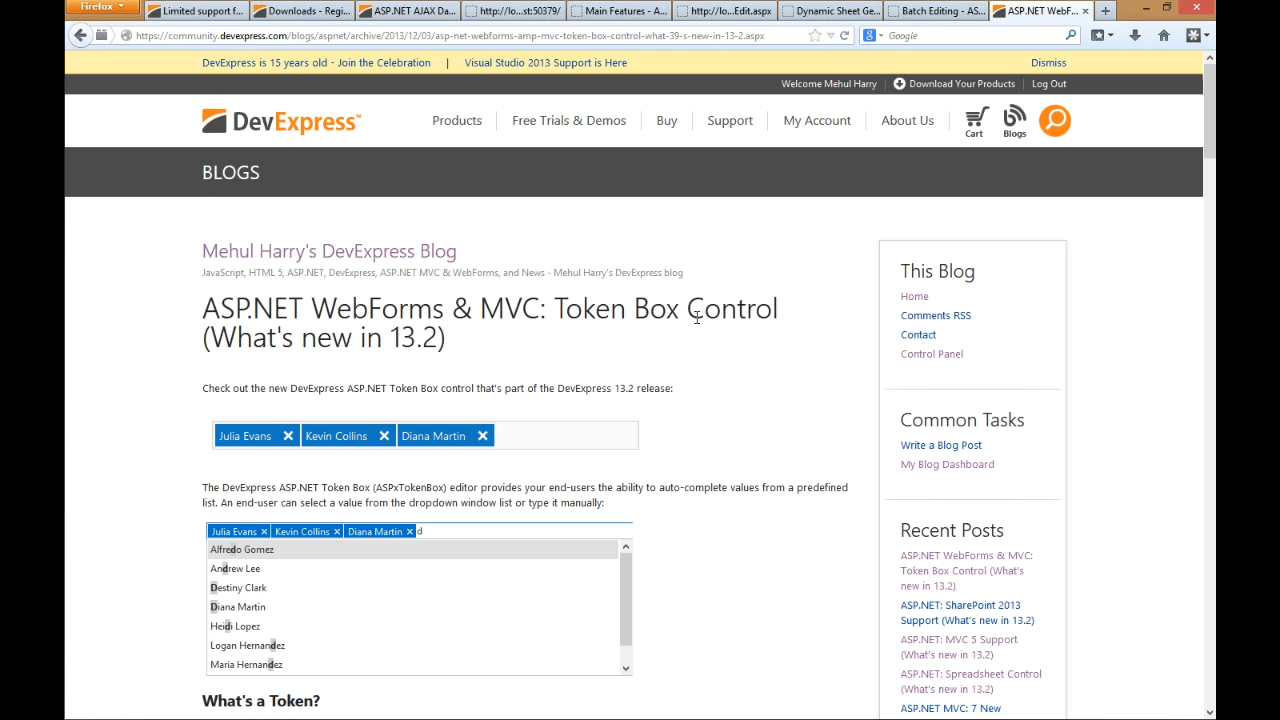 Firefox
Limited support f...
Downloads - Regi...
ASP.NET AJAX Da...
http://lo...st:50379/
Main Features - A...
http://lo...Edit.aspx
Dynamic Sheet Ge...
Batch Editing - AS...
ASP.NET WebF...
https://community.devexpress.com/blogs/aspnet/archive/2013/12/03/asp-net-webforms-amp-mvc-token-box-control-what-39-s-new-in-13-2.aspx
Google
DevExpress is 15 years old - Join the Celebration | Visual Studio 2013 Support is Here
Dismiss
Welcome Mehul Harry
Download Your Products
Log Out
DevExpress
Products
Free Trials & Demos
Buy
Support
My Account
About Us
Cart
Blogs
BLOGS
Mehul Harry's DevExpress Blog
JavaScript, HTML 5, ASP.NET, DevExpress, ASP.NET MVC & WebForms, and News - Mehul Harry's DevExpress blog
ASP.NET WebForms & MVC: Token Box Control
(What's new in 13.2)
Check out the new DevExpress ASP.NET Token Box control that's part of the DevExpress 13.2 release:
Julia Evans
Kevin Collins
Diana Martin
The DevExpress ASP.NET Token Box (ASPxTokenBox) editor provides your end-users the ability to auto-complete values from a predefined
list. An end-user can select a value from the dropdown window list or type it manually:
Julia Evans
Kevin Collins
Diana Martin
d
Alfredo Gomez
Andrew Lee
Destiny Clark
Diana Martin
Heidi Lopez
Logan Hernandez
Maria Hernandez
What's a Token?
This Blog
Home
Comments RSS
Contact
Control Panel
Common Tasks
Write a Blog Post
My Blog Dashboard
Recent Posts
ASP.NET WebForms & MVC:
Token Box Control (What's
new in 13.2)
ASP.NET: SharePoint 2013
Support (What's new in 13.2)
ASP.NET: MVC 5 Support
(What's new in 13.2)
ASP.NET: Spreadsheet Control
(What's new in 13.2)
ASP.NET MVC: 7 New